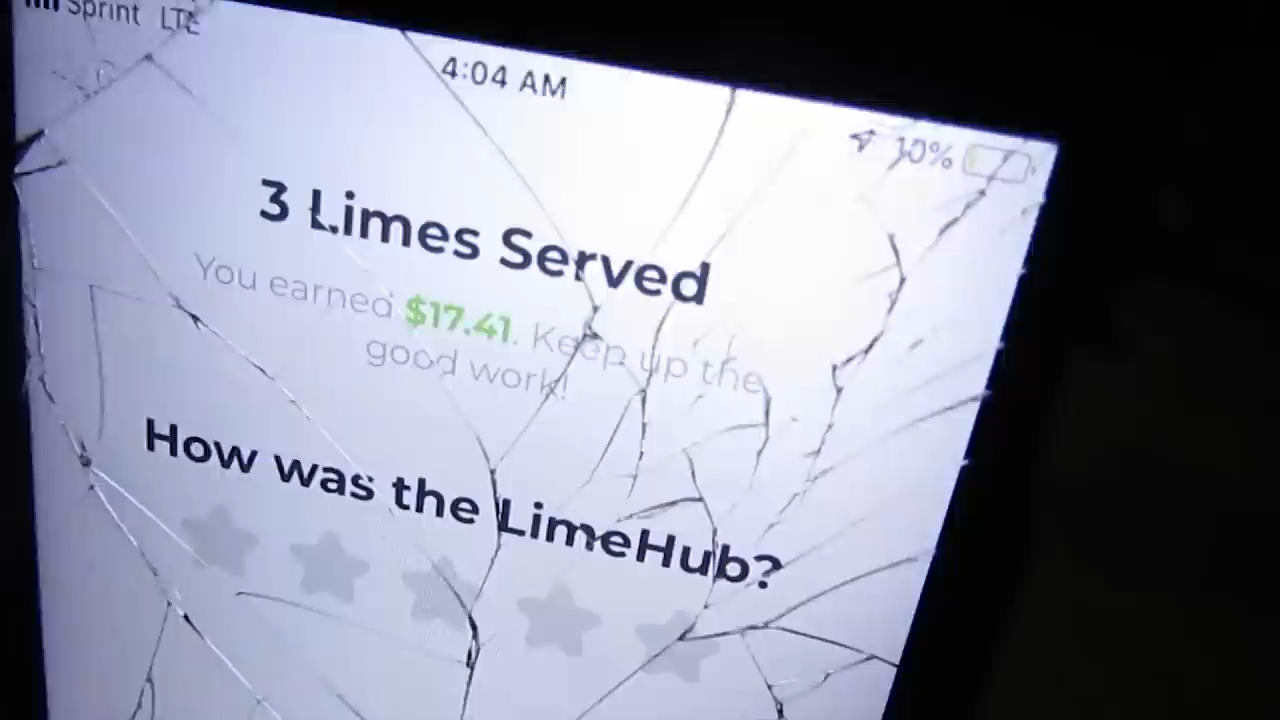 Sprint LTE
4:04 AM
10%
3 Limes Served
You earned $17.41. Keep up the
good work!
How was the LimeHub?